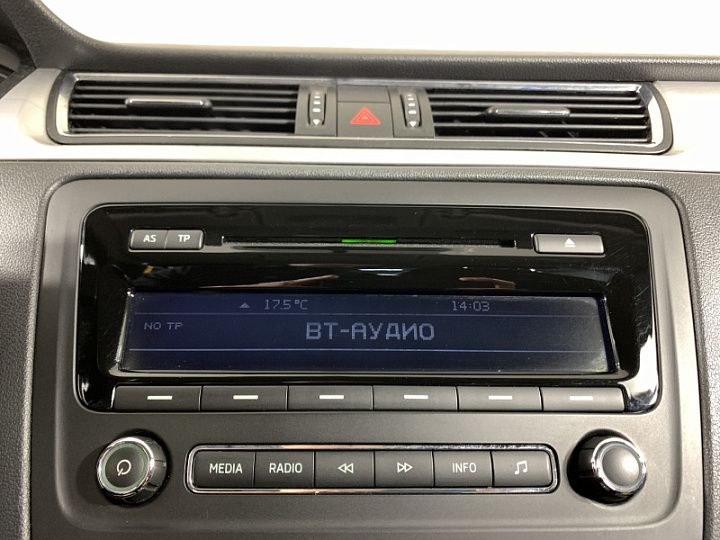 AS TP
17.5°C 14:03
NO TP BT-АУДИО
MEDIA RADIO INFO